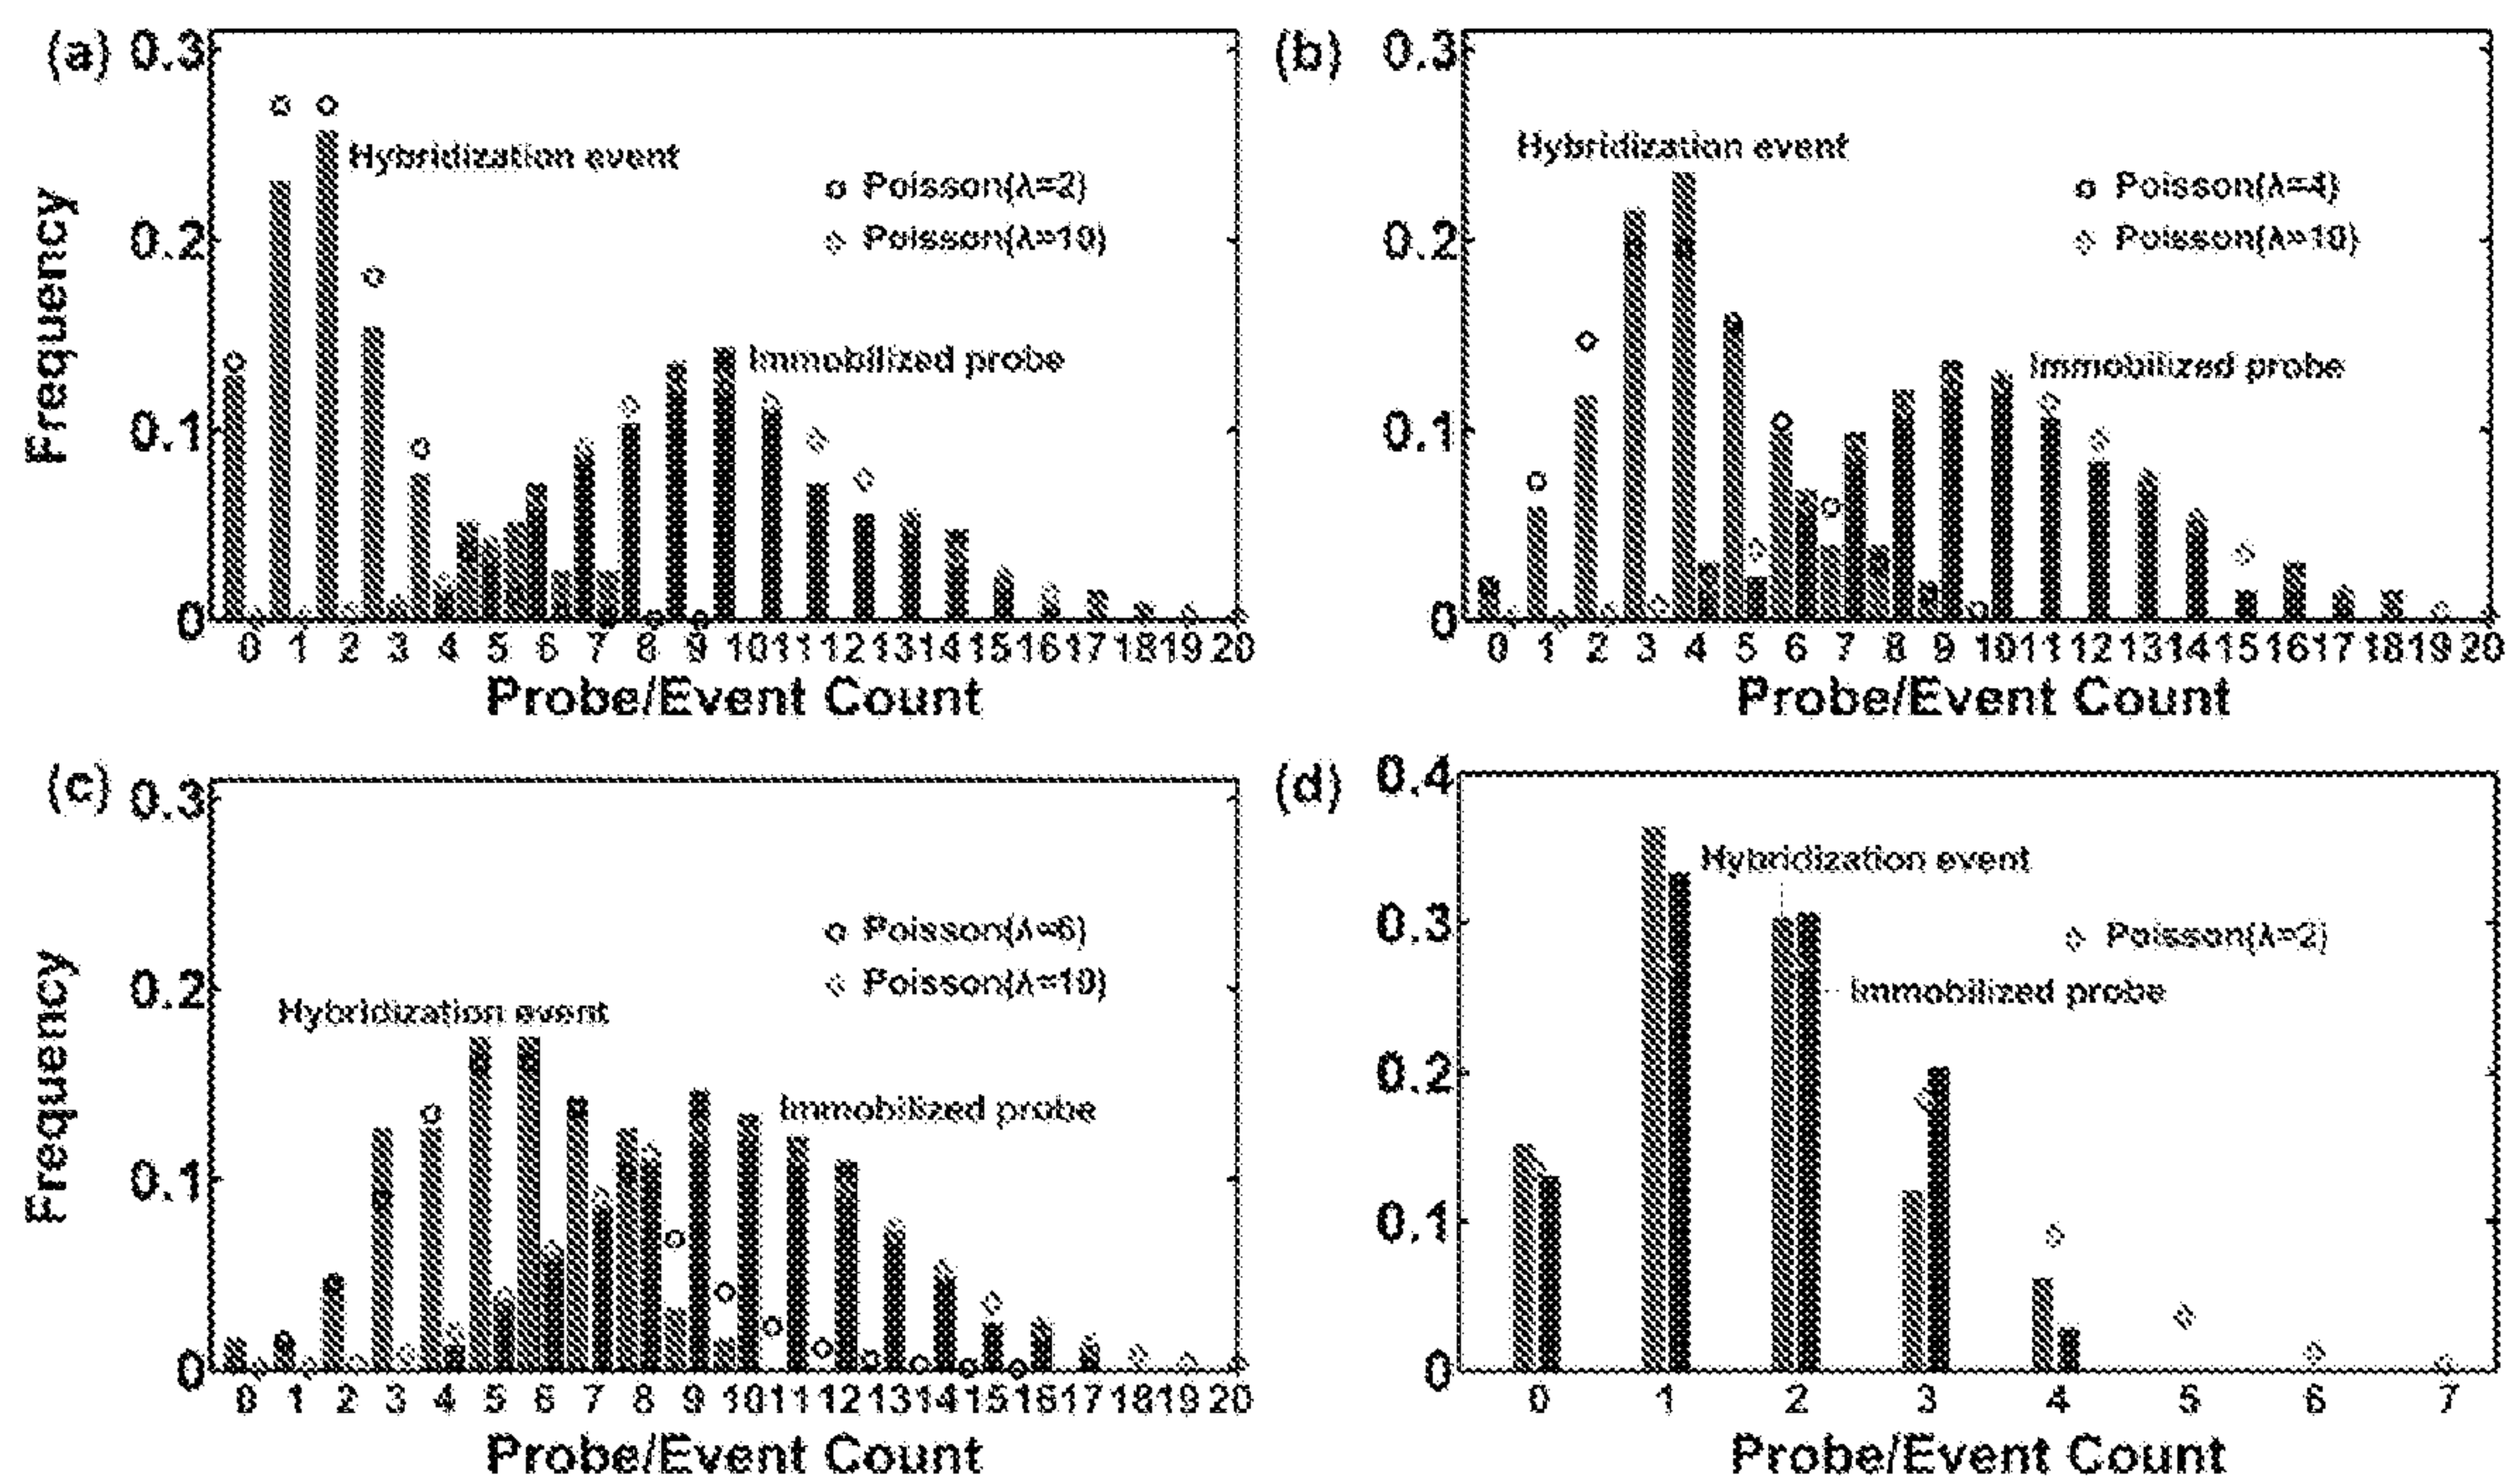 (a)
0.3
0.2
0.1
0
Frequency
Hybridization event
Poisson(λ=2)
Poisson(λ=10)
Immobilized probe
0 1 2 3 4 5 6 7 8 9 10 11 12 13 14 15 16 17 18 19 20
Probe/Event Count
(b)
0.3
0.2
0.1
0
Hybridization event
Poisson(λ=4)
Poisson(λ=10)
Immobilized probe
0 1 2 3 4 5 6 7 8 9 10 11 12 13 14 15 16 17 18 19 20
Probe/Event Count
(c)
0.3
0.2
0.1
0
Frequency
Poisson(λ=6)
Poisson(λ=10)
Hybridization event
Immobilized probe
0 1 2 3 4 5 6 7 8 9 10 11 12 13 14 15 16 17 18 19 20
Probe/Event Count
(d)
0.4
0.3
0.2
0.1
0
Hybridization event
Poisson(λ=2)
Immobilized probe
0 1 2 3 4 5 6 7
Probe/Event Count